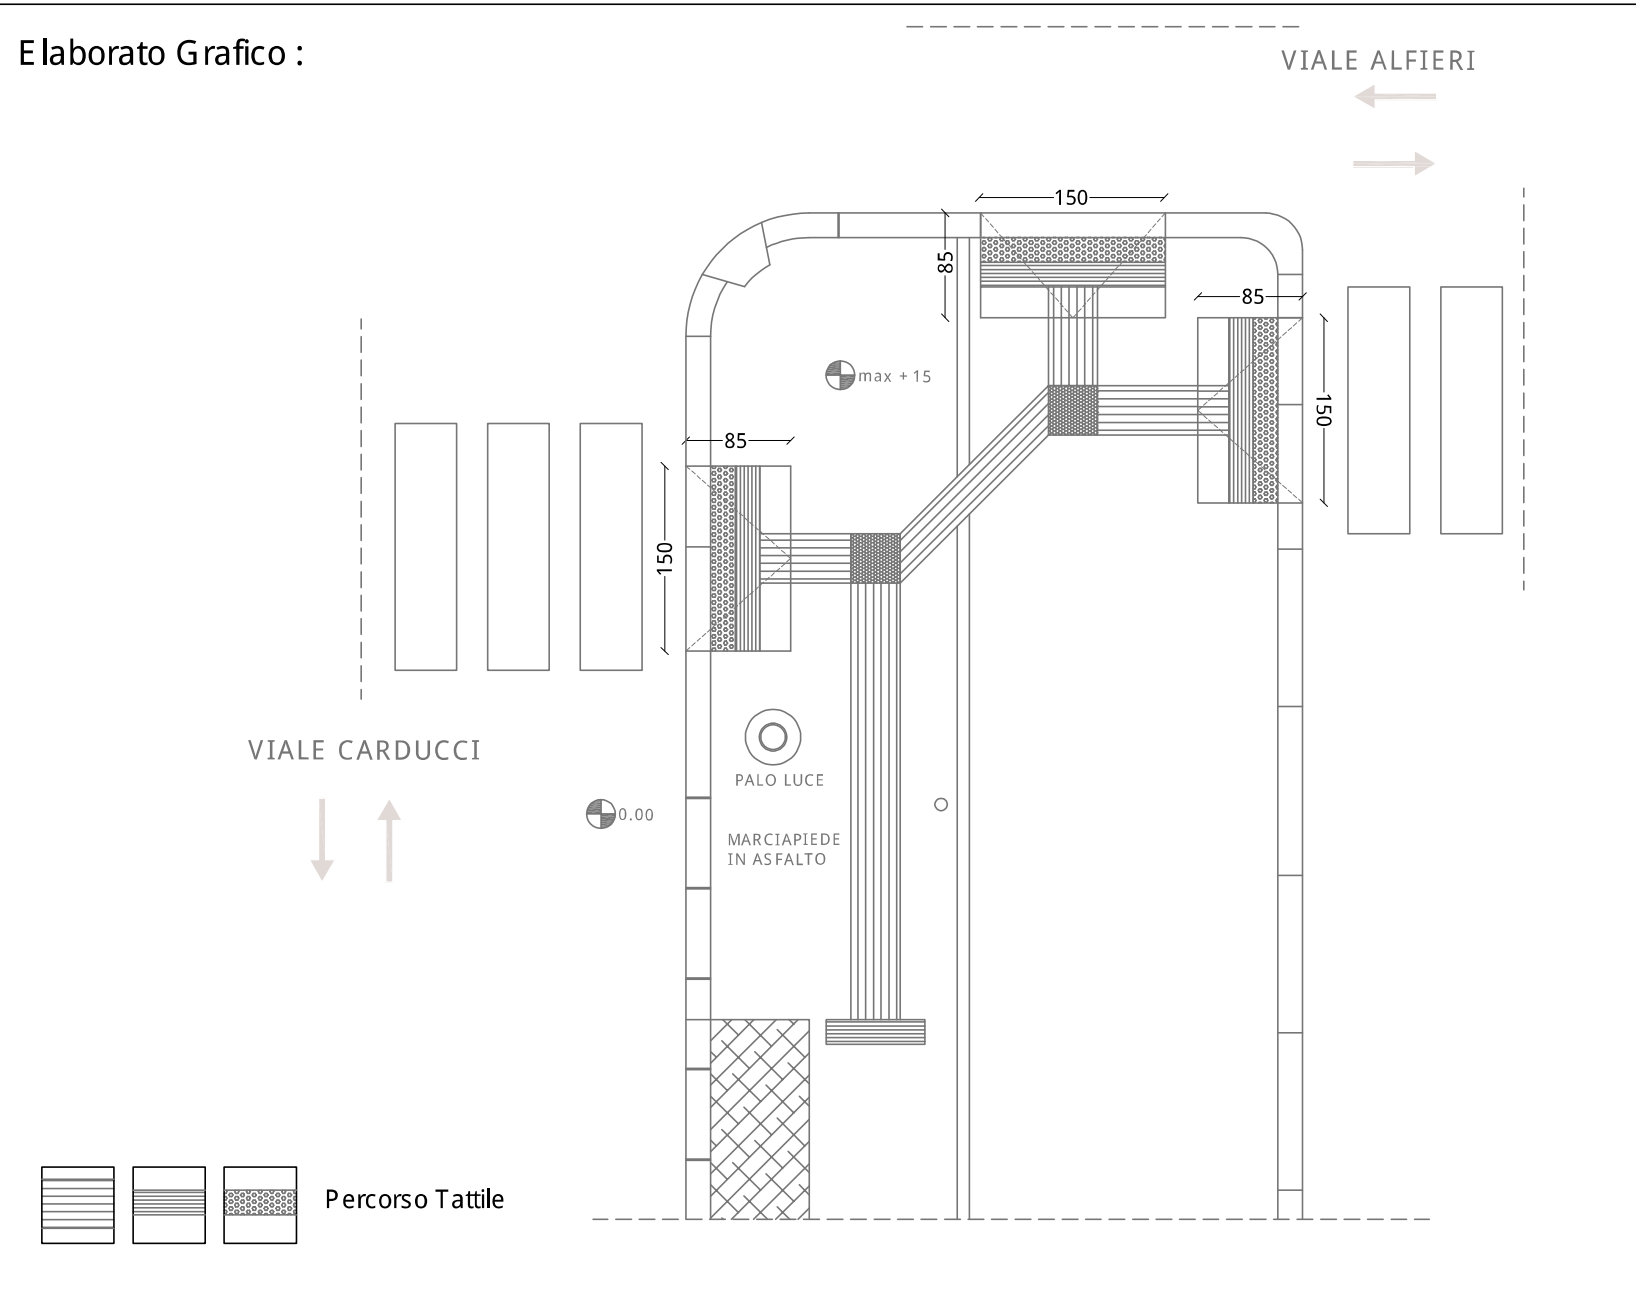 Elaborato Grafico :
VIALE ALFIERI
150
85
85
150
max +15
85
150
VIALE CARDUCCI
PALO LUCE
0.00
MARCIAPIEDE
IN ASFALTO
Percorso Tattile